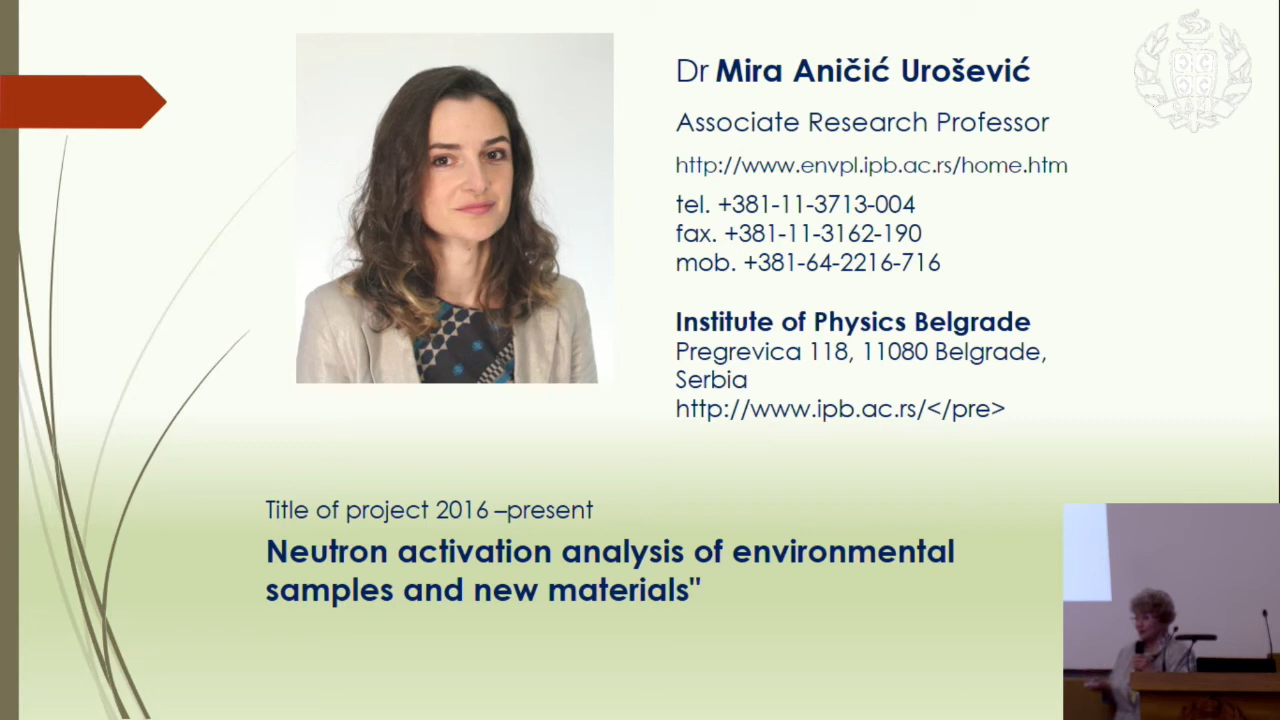 Dr Mira Aničić Urošević
Associate Research Professor
http://www.envpl.ipb.ac.rs/home.htm
tel. +381-11-3713-004
fax. +381-11-3162-190
mob. +381-64-2216-716
Institute of Physics Belgrade
Pregrevica 118, 11080 Belgrade,
Serbia
http://www.ipb.ac.rs/</pre>
Title of project 2016 –present
Neutron activation analysis of environmental
samples and new materials"